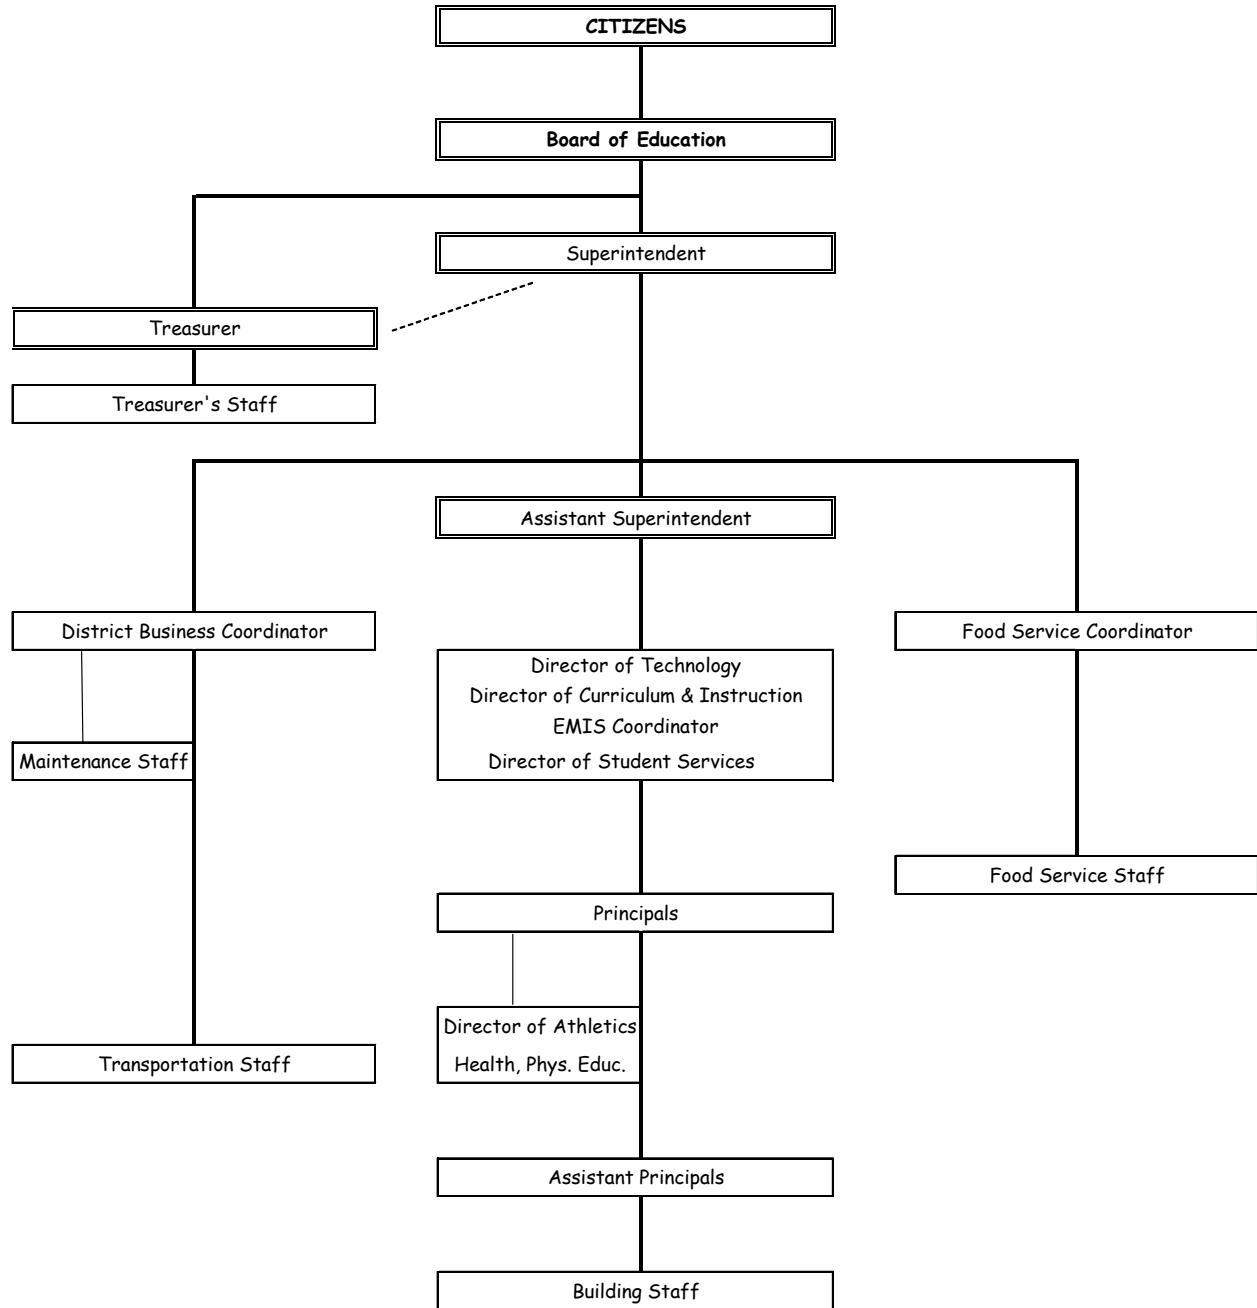 CITIZENS
Board of Education
Superintendent
Treasurer
Treasurer's Staff
Assistant Superintendent
District Business Coordinator
Food Service Coordinator
Director of Technology
Director of Curriculum & Instruction
EMIS Coordinator
Director of Student Services
Maintenance Staff
Food Service Staff
Principals
Director of Athletics
Health, Phys. Educ.
Transportation Staff
Assistant Principals
Building Staff